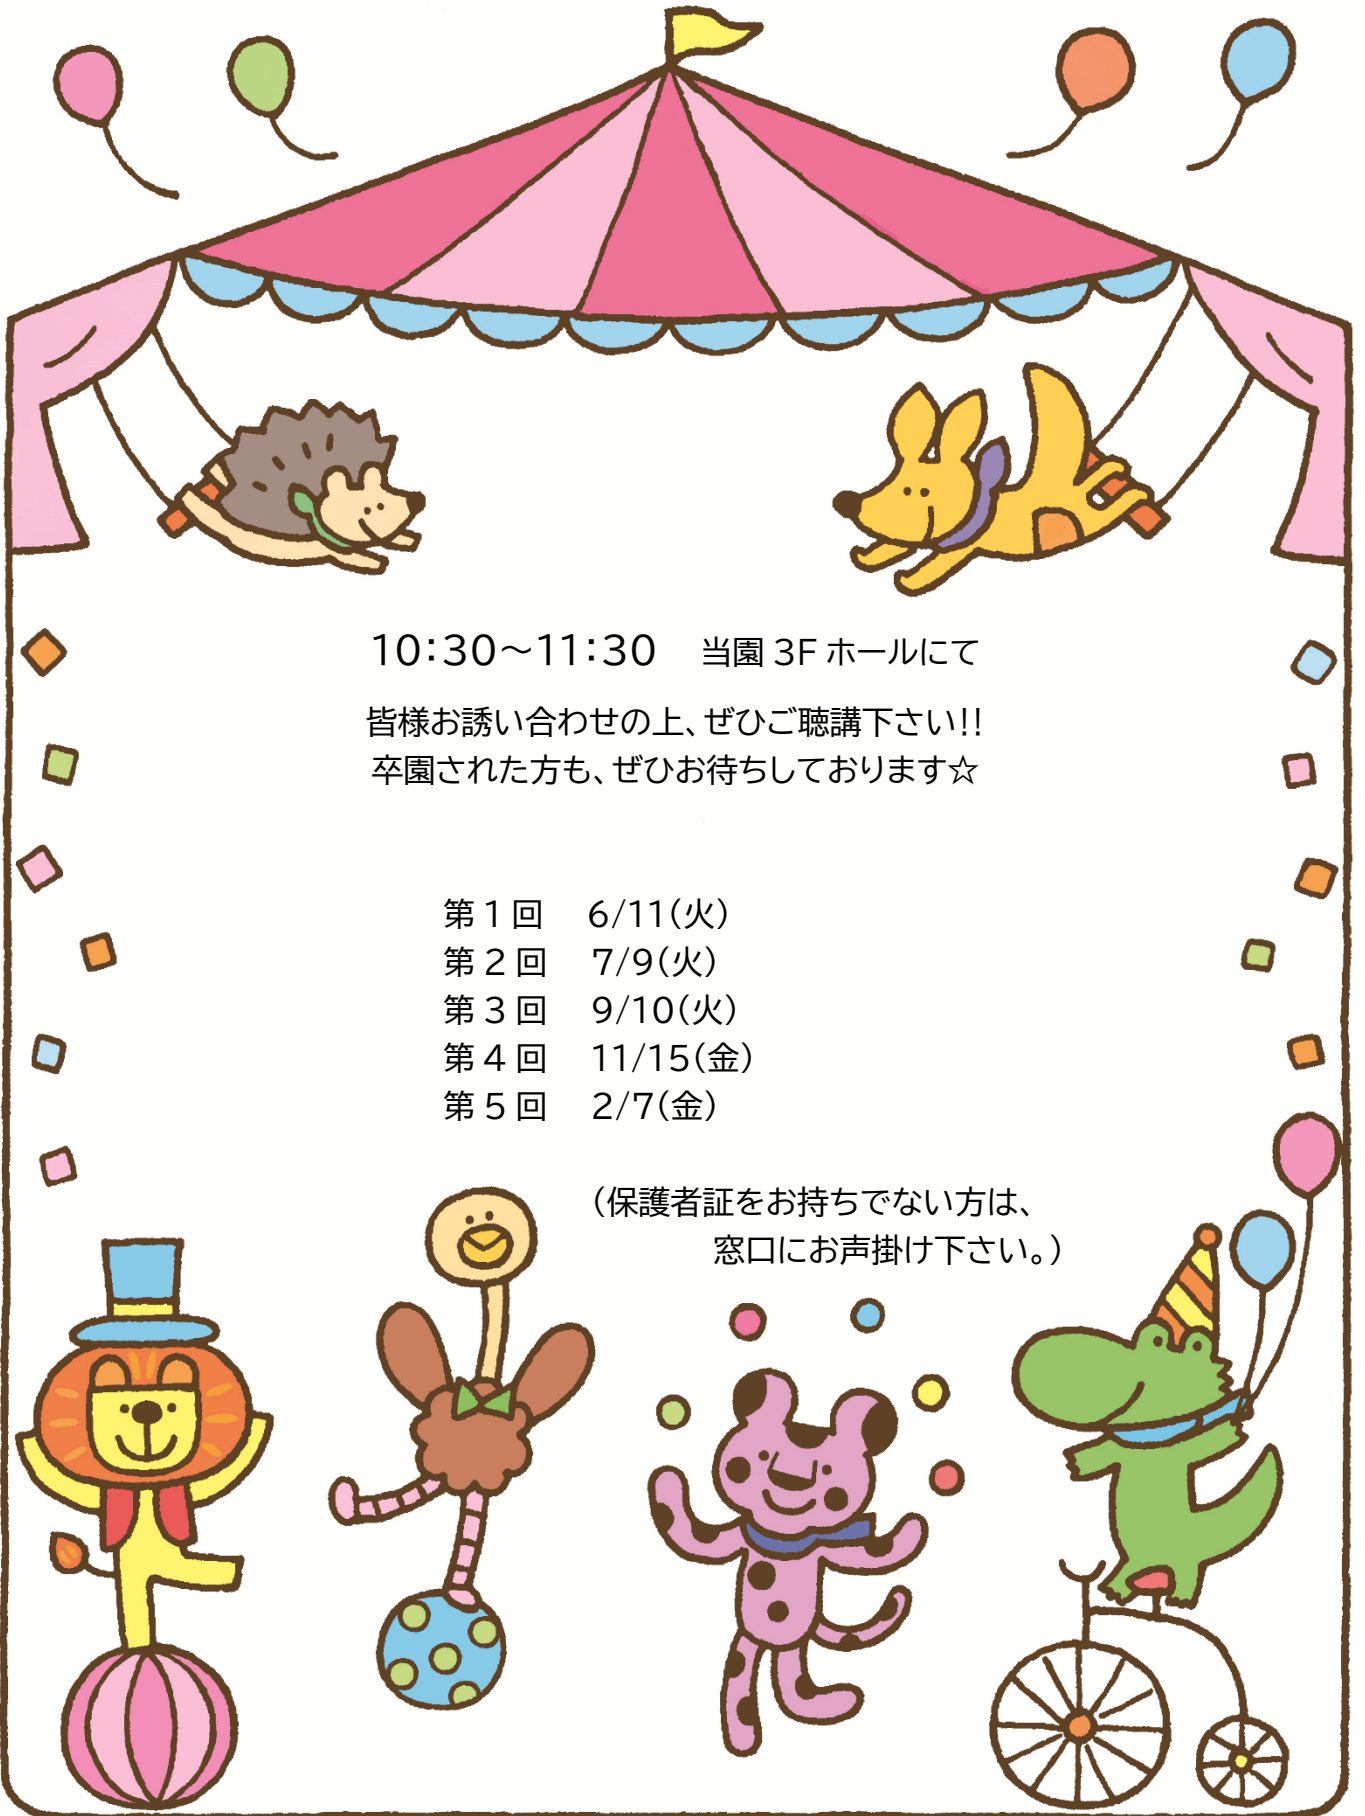 10：30～11：30　当園 3F ホールにて
皆様お誘い合わせの上、ぜひご聴講下さい!!
卒園された方も、ぜひお待ちしております☆
第 1 回　6/11(火)
第 2 回　7/9(火)
第 3 回　9/10(火)
第 4 回　11/15(金)
第 5 回　2/7(金)
（保護者証をお持ちでない方は、
窓口にお声掛け下さい。）